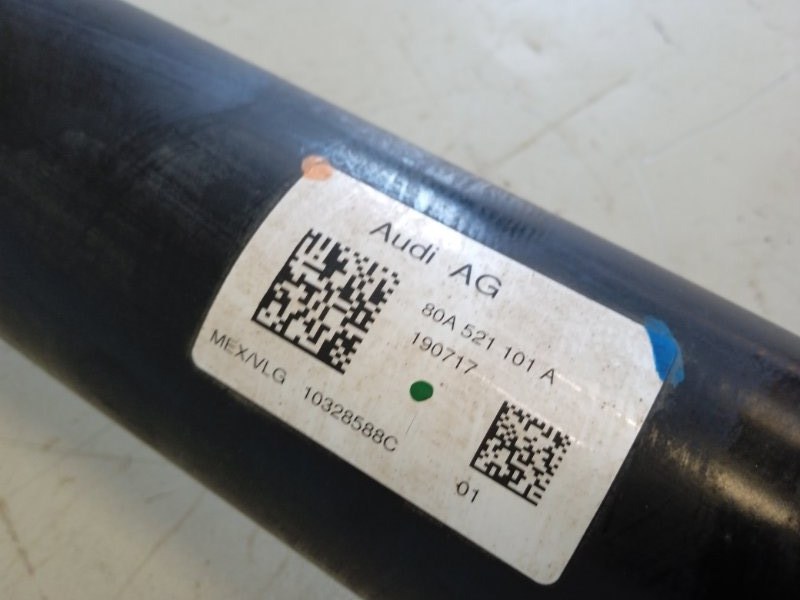 Audi AG
80A 521 101 A
190717
MEX/VLG 10328588C
01